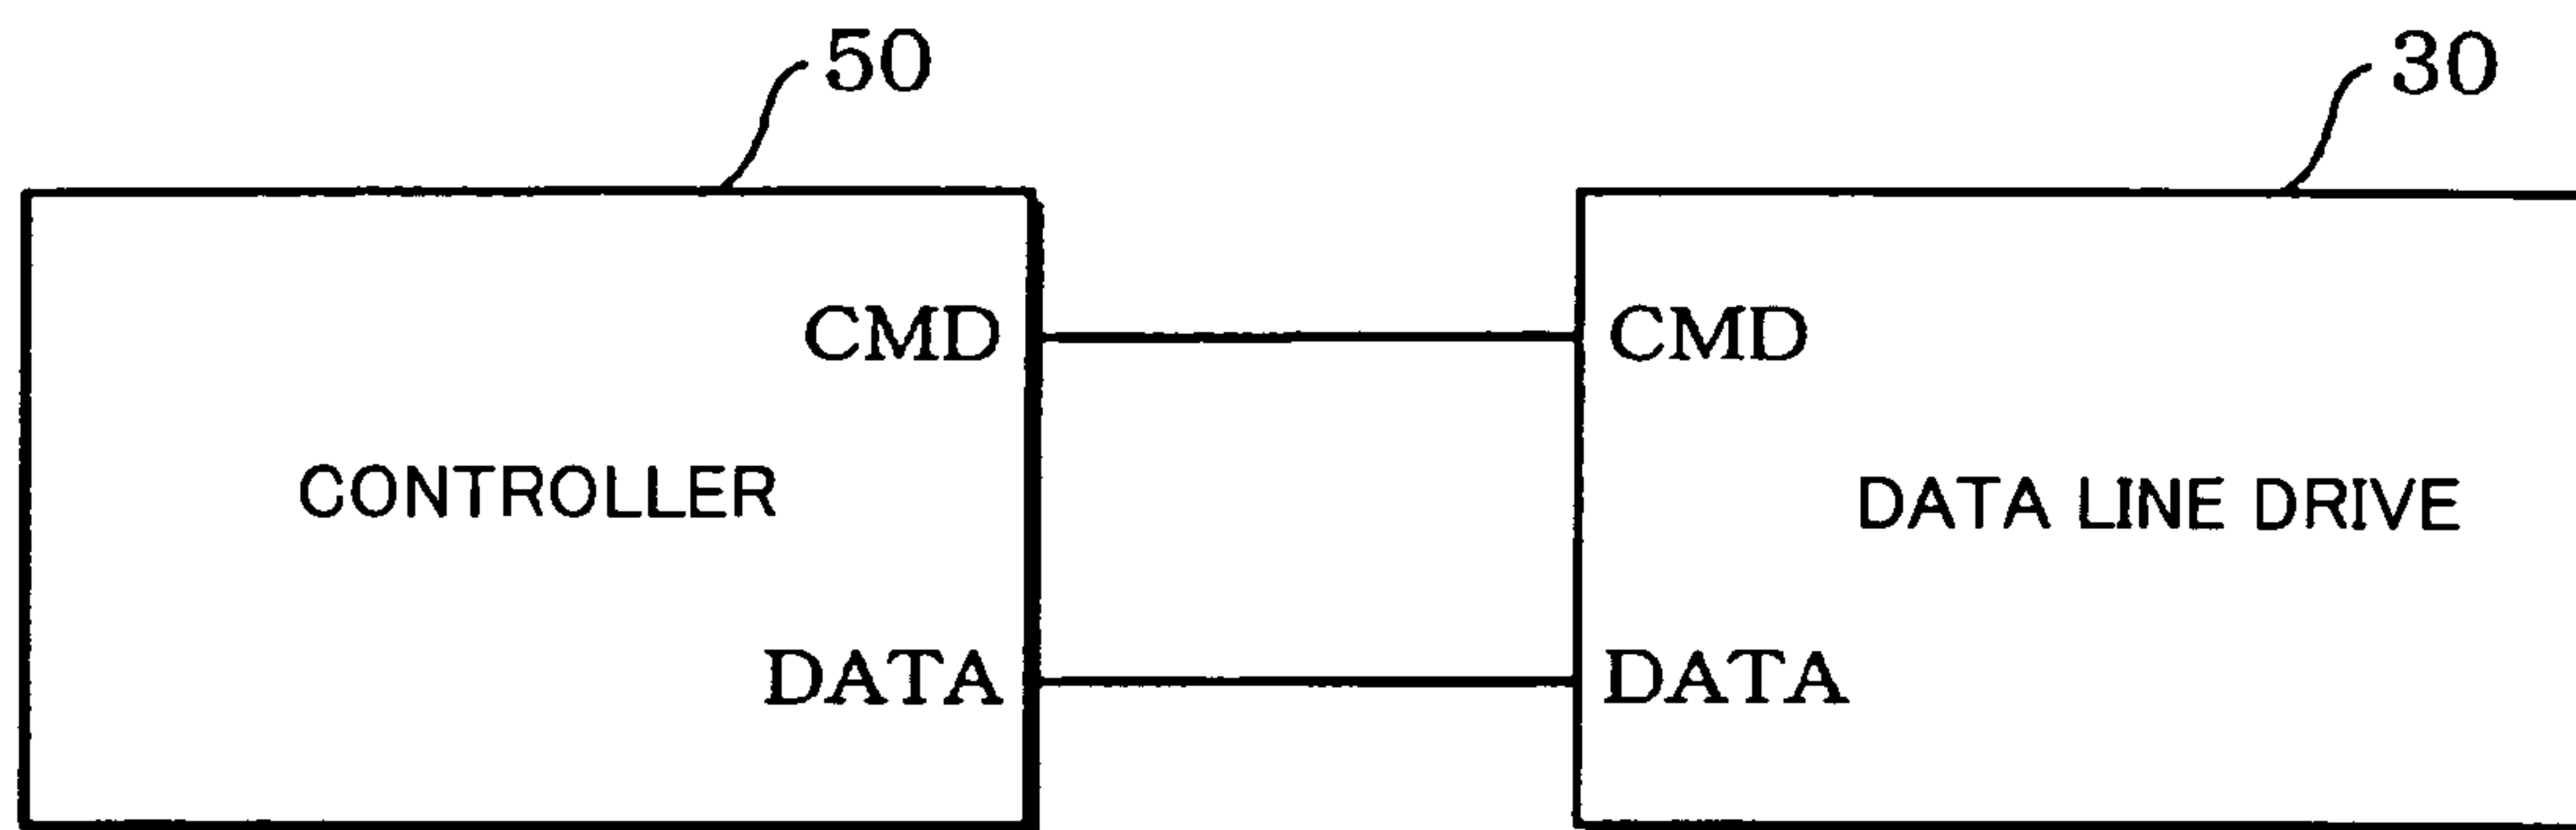 50
30
CMD
CMD
CONTROLLER
DATA LINE DRIVE
DATA
DATA